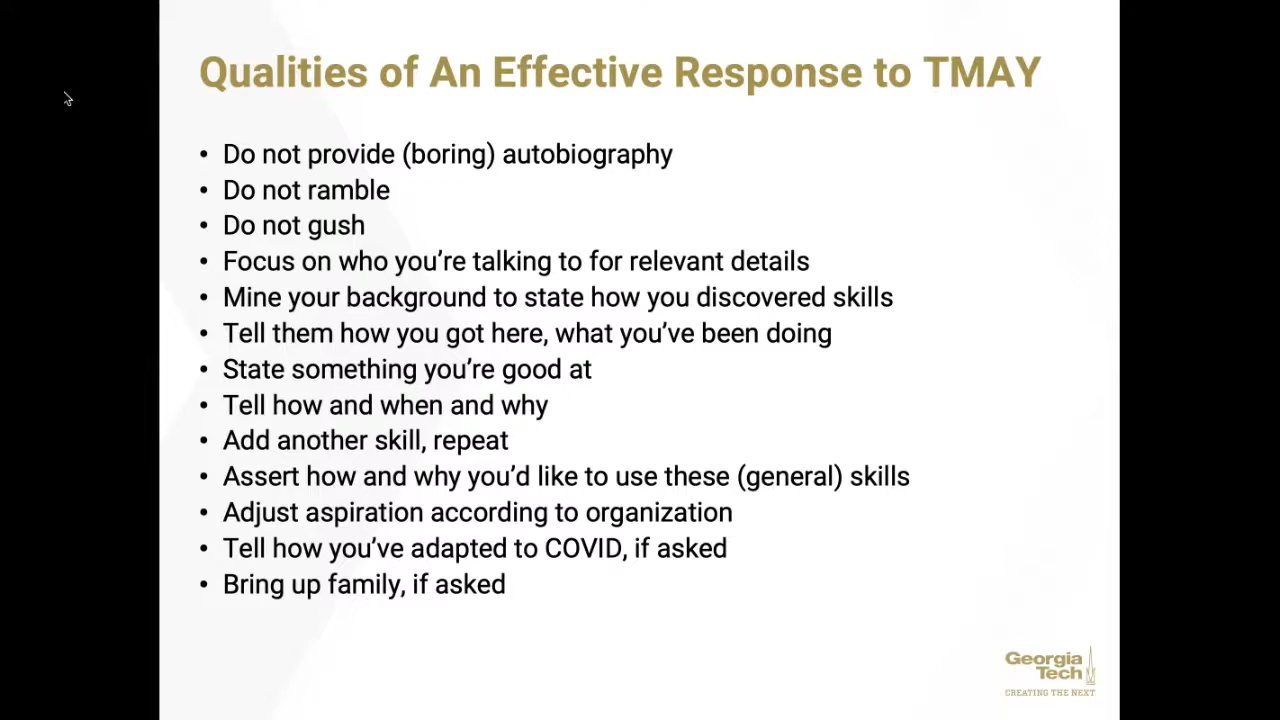 Qualities of An Effective Response to TMAY
• Do not provide (boring) autobiography
• Do not ramble
• Do not gush
• Focus on who you’re talking to for relevant details
• Mine your background to state how you discovered skills
• Tell them how you got here, what you’ve been doing
• State something you’re good at
• Tell how and when and why
• Add another skill, repeat
• Assert how and why you’d like to use these (general) skills
• Adjust aspiration according to organization
• Tell how you’ve adapted to COVID, if asked
• Bring up family, if asked
Georgia
Tech
CREATING THE NEXT